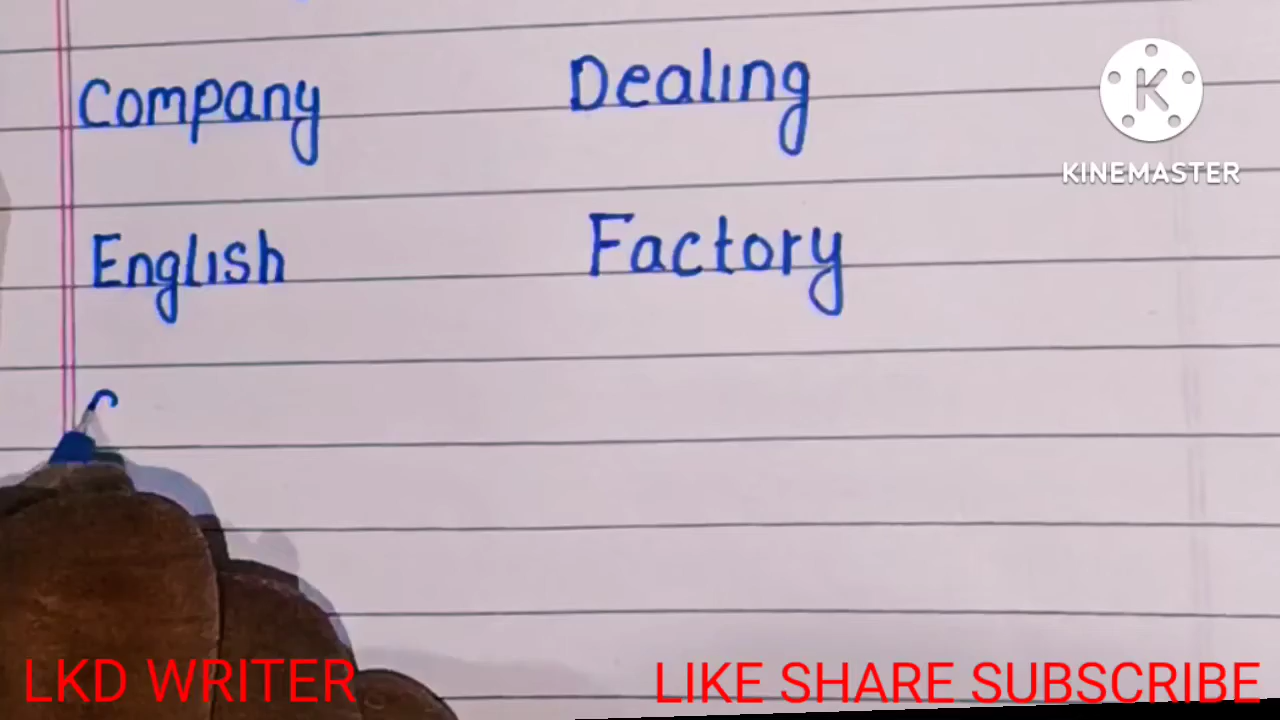 Company Dealing
KINEMASTER
English Factory
LKD WRITER LIKE SHARE SUBSCRIBE